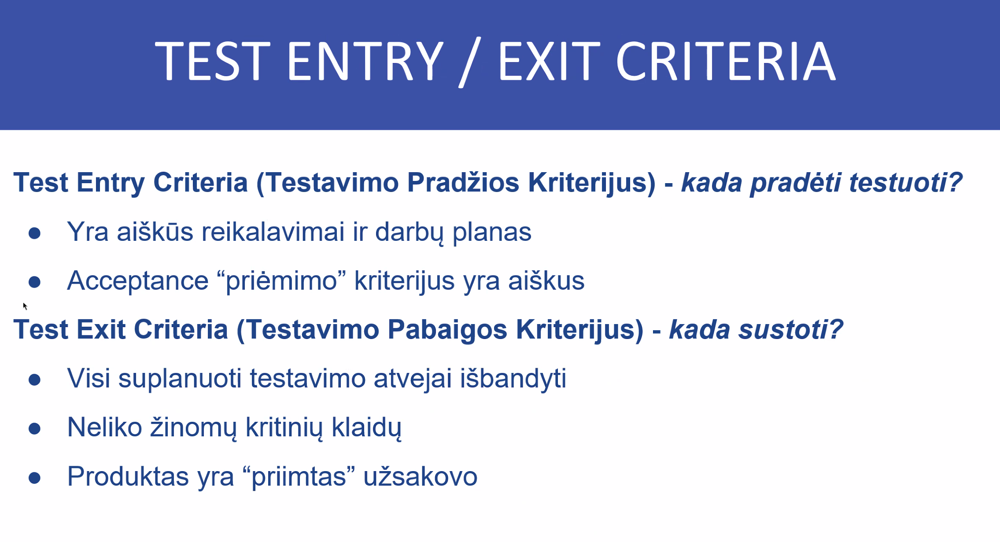 TEST ENTRY / EXIT CRITERIA
Test Entry Criteria (Testavimo Pradžios Kriterijus) - kada pradėti testuoti?
● Yra aiškūs reikalavimai ir darbų planas
● Acceptance “priėmimo” kriterijus yra aiškus
Test Exit Criteria (Testavimo Pabaigos Kriterijus) - kada sustoti?
● Visi suplanuoti testavimo atvejai išbandyti
● Neliko žinomų kritinių klaidų
● Produktas yra “priimtas” užsakovo